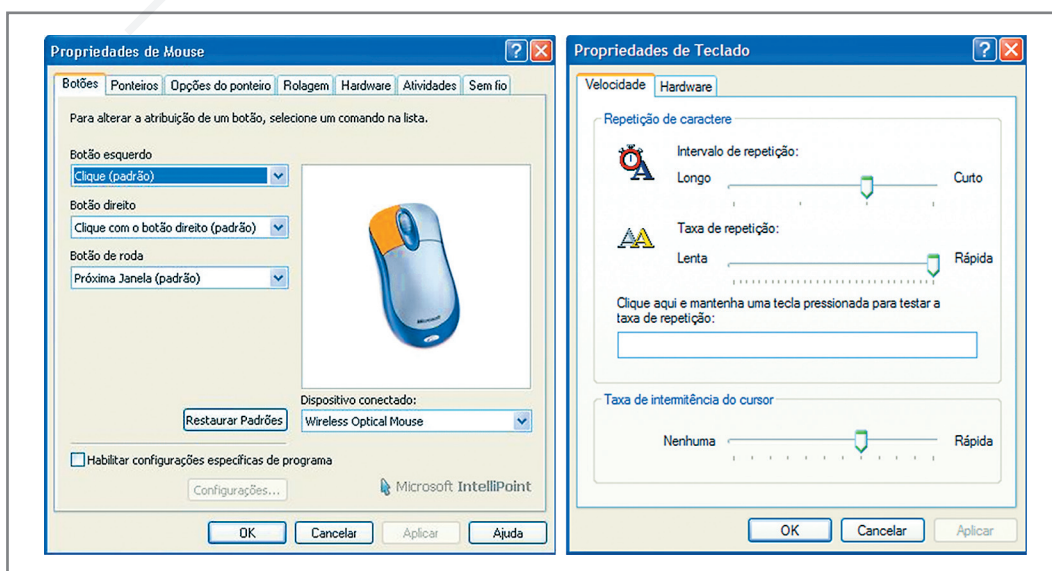 Propriedades de Mouse
Botões Ponteiros Opções do ponteiro Rolagem Hardware Atividades Sem fio
Para alterar a atribuição de um botão, selecione um comando na lista.
Botão esquerdo
Clique (padrão)
Botão direito
Clique com o botão direito (padrão)
Botão de roda
Próxima Janela (padrão)
Microsoft
Dispositivo conectado:
Restaurar Padrões
Wireless Optical Mouse
Habilitar configurações específicas de programa
Configurações...
Microsoft IntelliPoint
OK Cancelar Aplicar Ajuda
Propriedades de Teclado
Velocidade Hardware
Repetição de caractere
Intervalo de repetição:
Longo Curto
Taxa de repetição:
Lenta Rápida
Clique aqui e mantenha uma tecla pressionada para testar a
taxa de repetição:
Taxa de intermitência do cursor
Nenhuma Rápida
OK Cancelar Aplicar